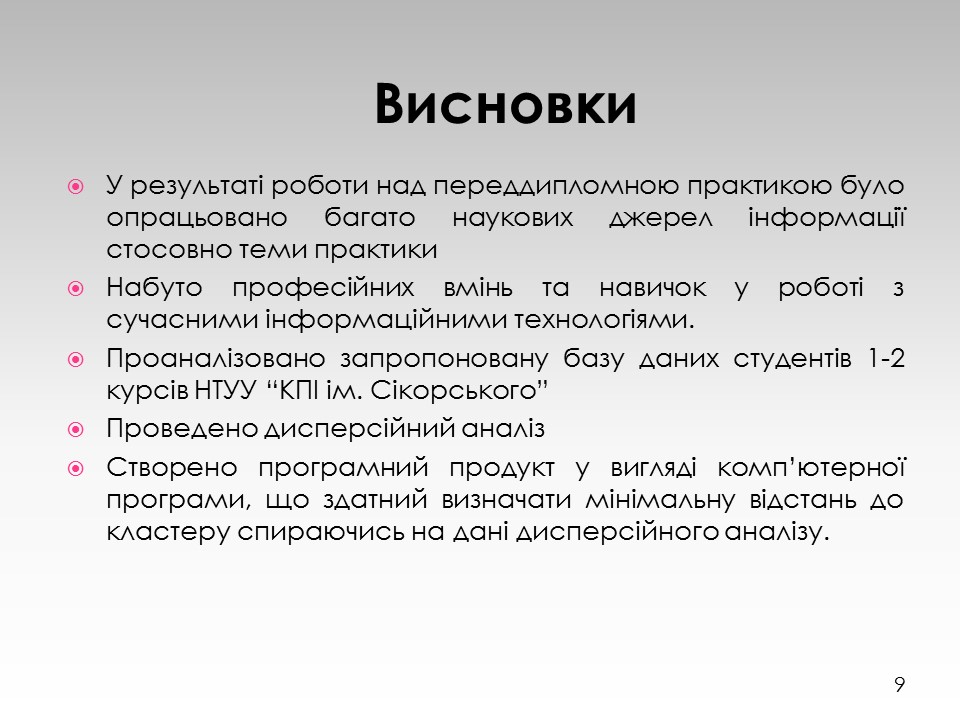 Висновки
У результаті роботи над переддипломною практикою було
опрацьовано багато наукових джерел інформації
стосовно теми практики
Набуто професійних вмінь та навичок у роботі з
сучасними інформаційними технологіями.
Проаналізовано запропоновану базу даних студентів 1-2
курсів НТУУ “КПІ ім. Сікорського”
Проведено дисперсійний аналіз
Створено програмний продукт у вигляді комп’ютерної
програми, що здатний визначати мінімальну відстань до
кластеру спираючись на дані дисперсійного аналізу.
9